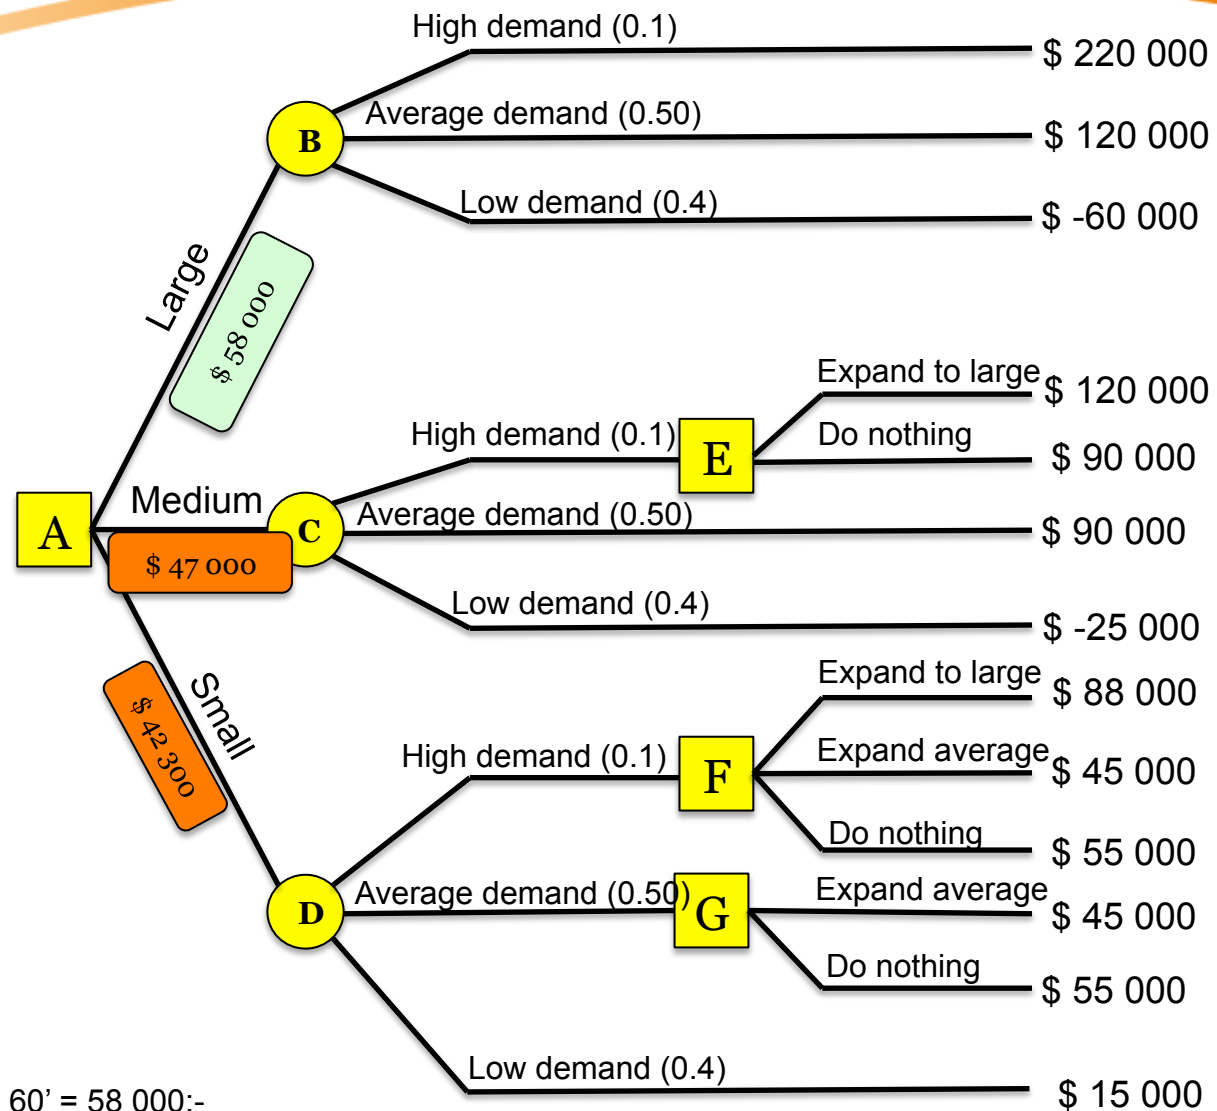 High demand (0.1)
$ 220 000
Average demand (0.50)
B
$ 120 000
Low demand (0.4)
$ -60 000
Large
$ 58 000
Expand to large
$ 120 000
High demand (0.1)
E
Do nothing
$ 90 000
A
Medium
C
Average demand (0.50)
$ 90 000
$ 47 000
Low demand (0.4)
$ -25 000
Small
$ 42 300
Expand to large
$ 88 000
High demand (0.1)
F
Expand average
$ 45 000
Do nothing
$ 55 000
D
Average demand (0.50)
G
Expand average
$ 45 000
Do nothing
$ 55 000
Low demand (0.4)
$ 15 000
60’ = 58 000:-